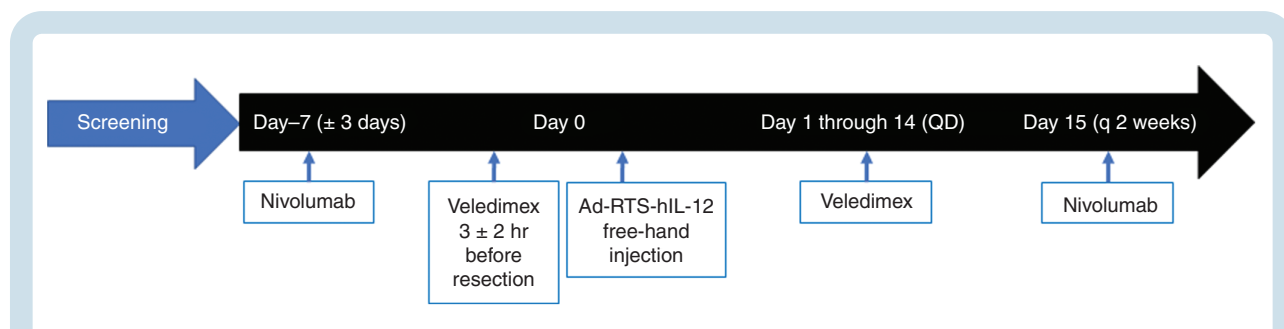 Screening
Day–7 (± 3 days)
Day 0
Day 1 through 14 (QD)
Day 15 (q 2 weeks)
Nivolumab
Veledimex
3 ± 2 hr
before
resection
Ad-RTS-hIL-12
free-hand
injection
Veledimex
Nivolumab